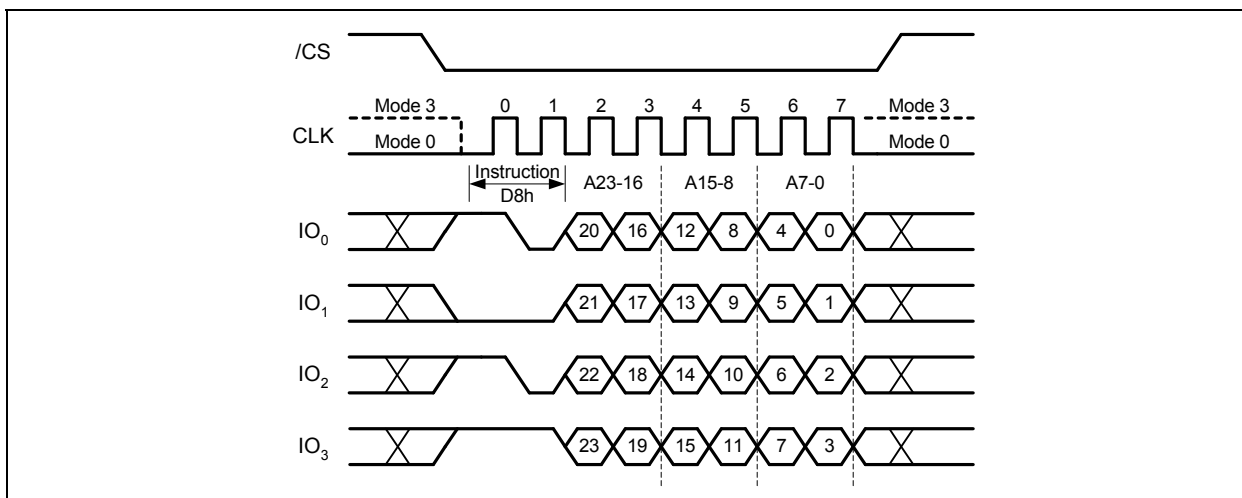 /CS
0 1 2 3 4 5 6 7
Mode 3 Mode 3
CLK
Mode 0 Mode 0
Instruction
D8h
A23-16 A15-8 A7-0
IO0 20 16 12 8 4 0
IO1 21 17 13 9 5 1
IO2 22 18 14 10 6 2
IO3 23 19 15 11 7 3